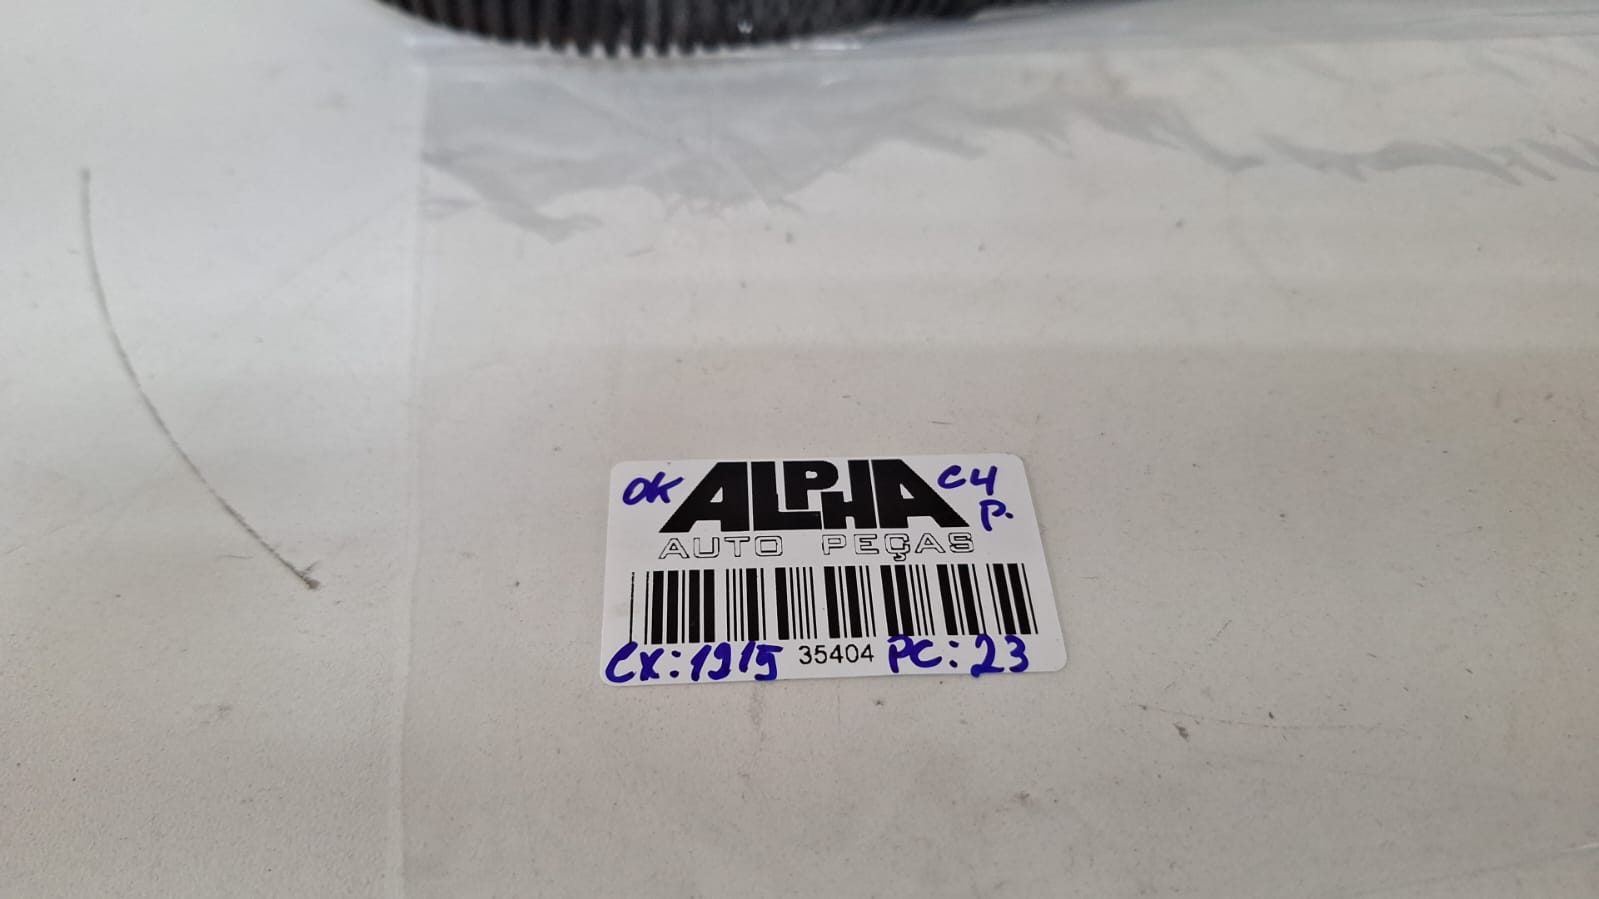 OK ALPHA C4
P.
AUTO PEÇAS
CX: 1915 35404 PC: 23